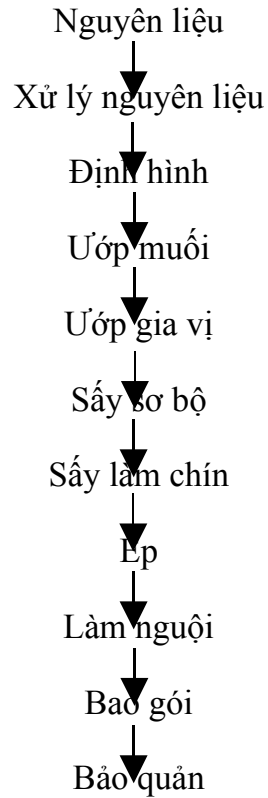 Nguyên liệu
Xử lý nguyên liệu
Định hình
Ướp muối
Ướp gia vị
Sấy sơ bộ
Sấy làm chín
Ép
Làm nguội
Bao gói
Bảo quản